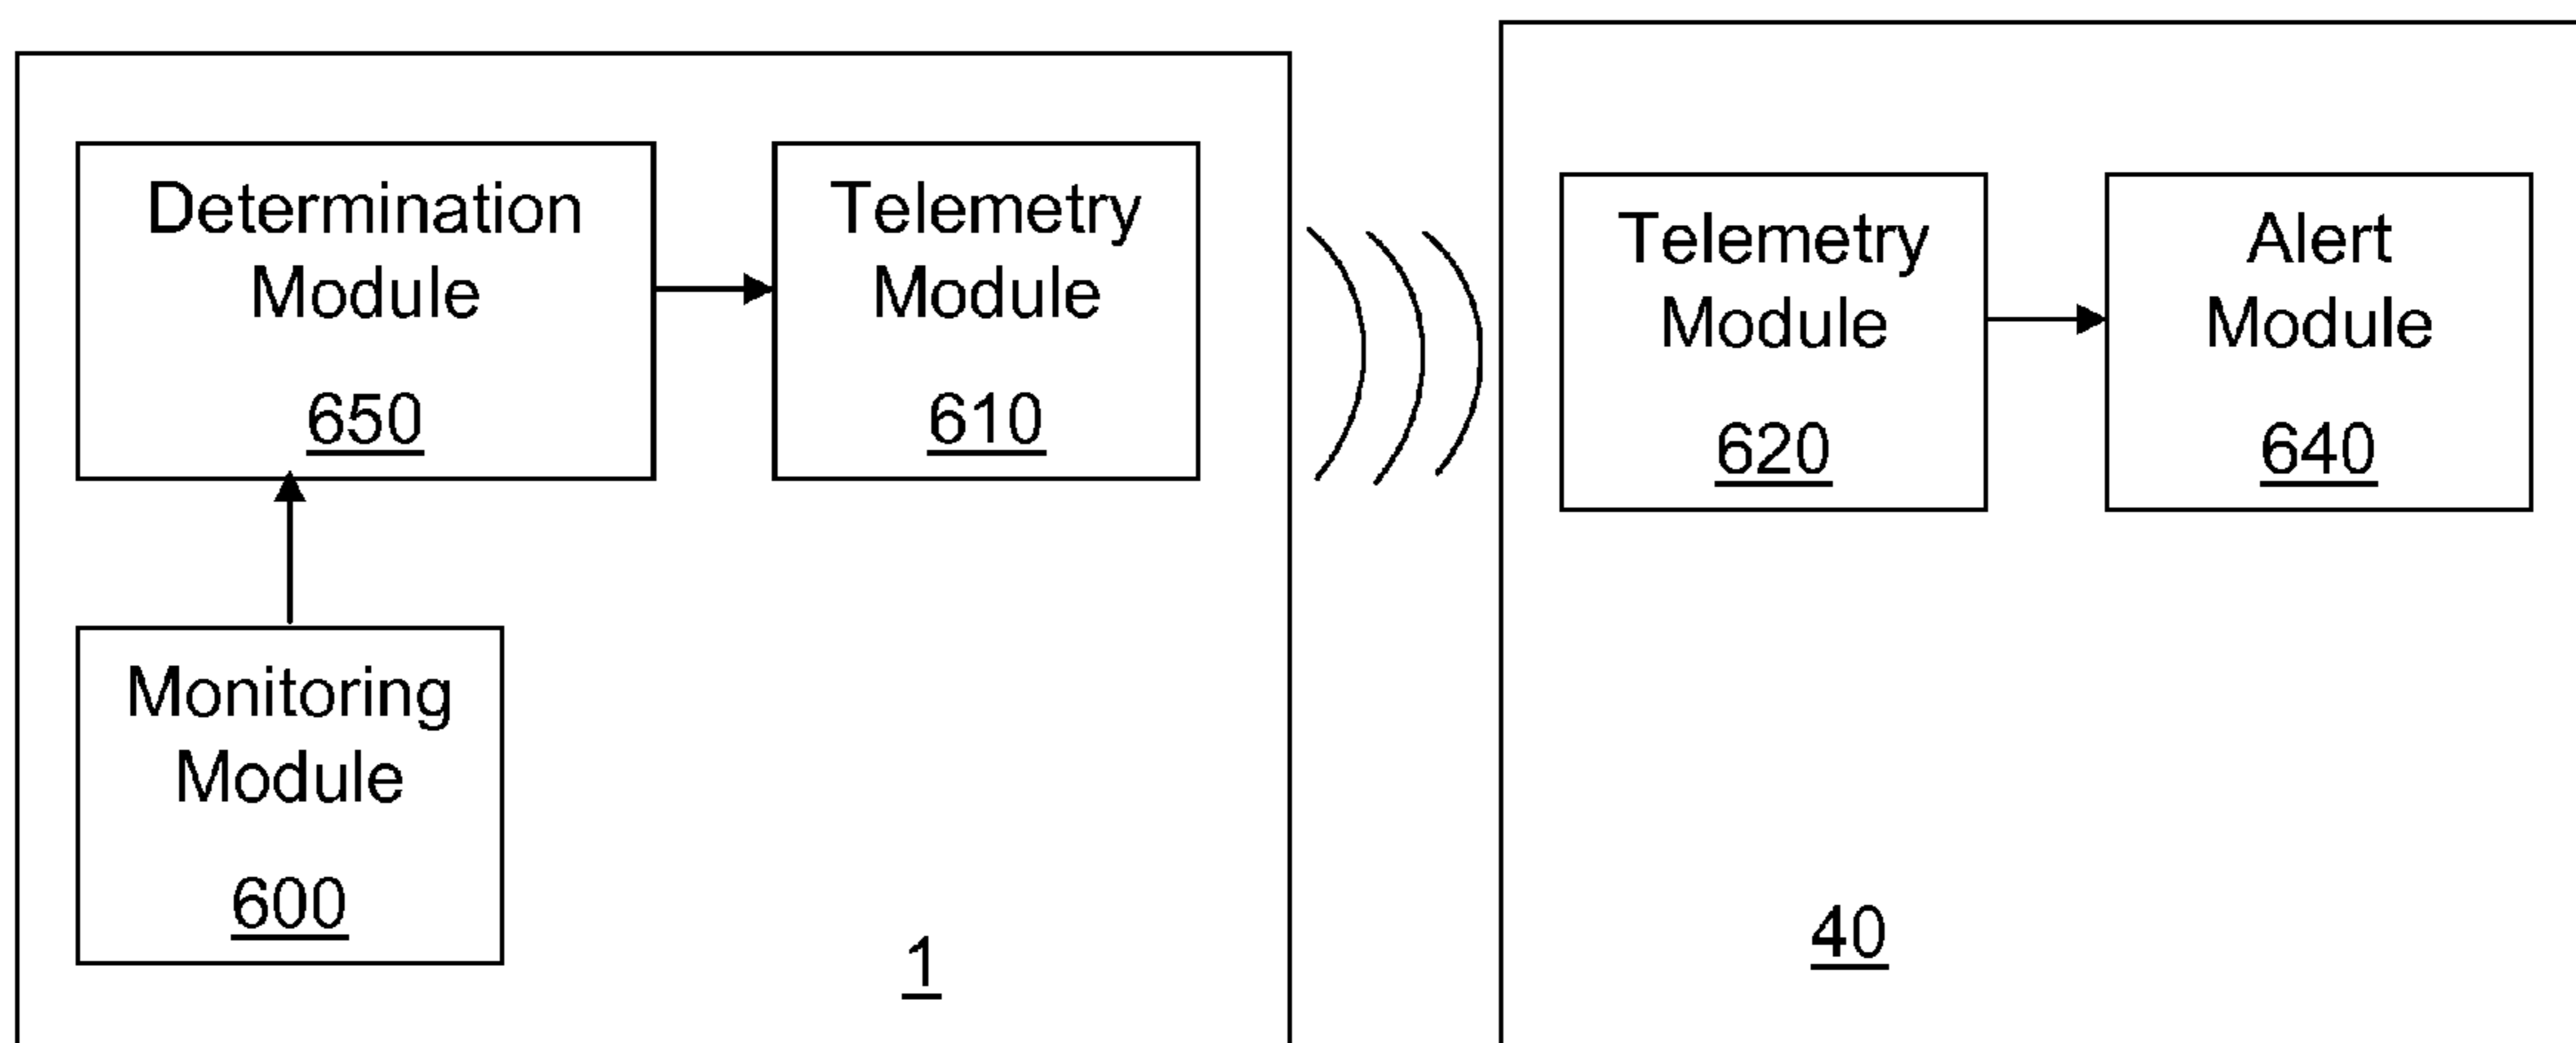 Determination
Module
650
Telemetry
Module
610
Telemetry
Module
620
Alert
Module
640
Monitoring
Module
600
1
40